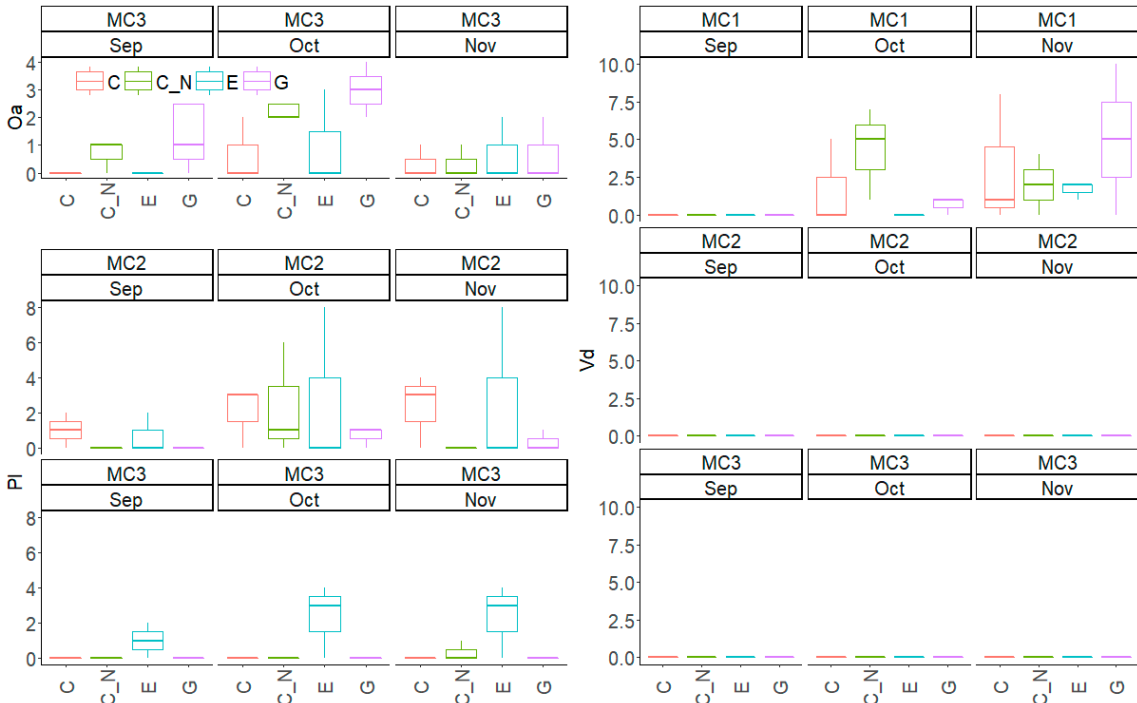 MC3 MC3 MC3
Sep Oct Nov
4
C C_N E G
3
2
1
0
Oa
C C_N E G C C_N E G C C_N E G
MC2 MC2 MC2
Sep Oct Nov
8
6
4
2
0
MC3 MC3 MC3
Sep Oct Nov
Pl
8
6
4
2
0
C C_N E G C C_N E G C C_N E G
MC1 MC1 MC1
Sep Oct Nov
10.0
7.5
5.0
2.5
0.0
MC2 MC2 MC2
Sep Oct Nov
10.0
7.5
5.0
2.5
0.0
Vd
MC3 MC3 MC3
Sep Oct Nov
10.0
7.5
5.0
2.5
0.0
C C_N E G C C_N E G C C_N E G